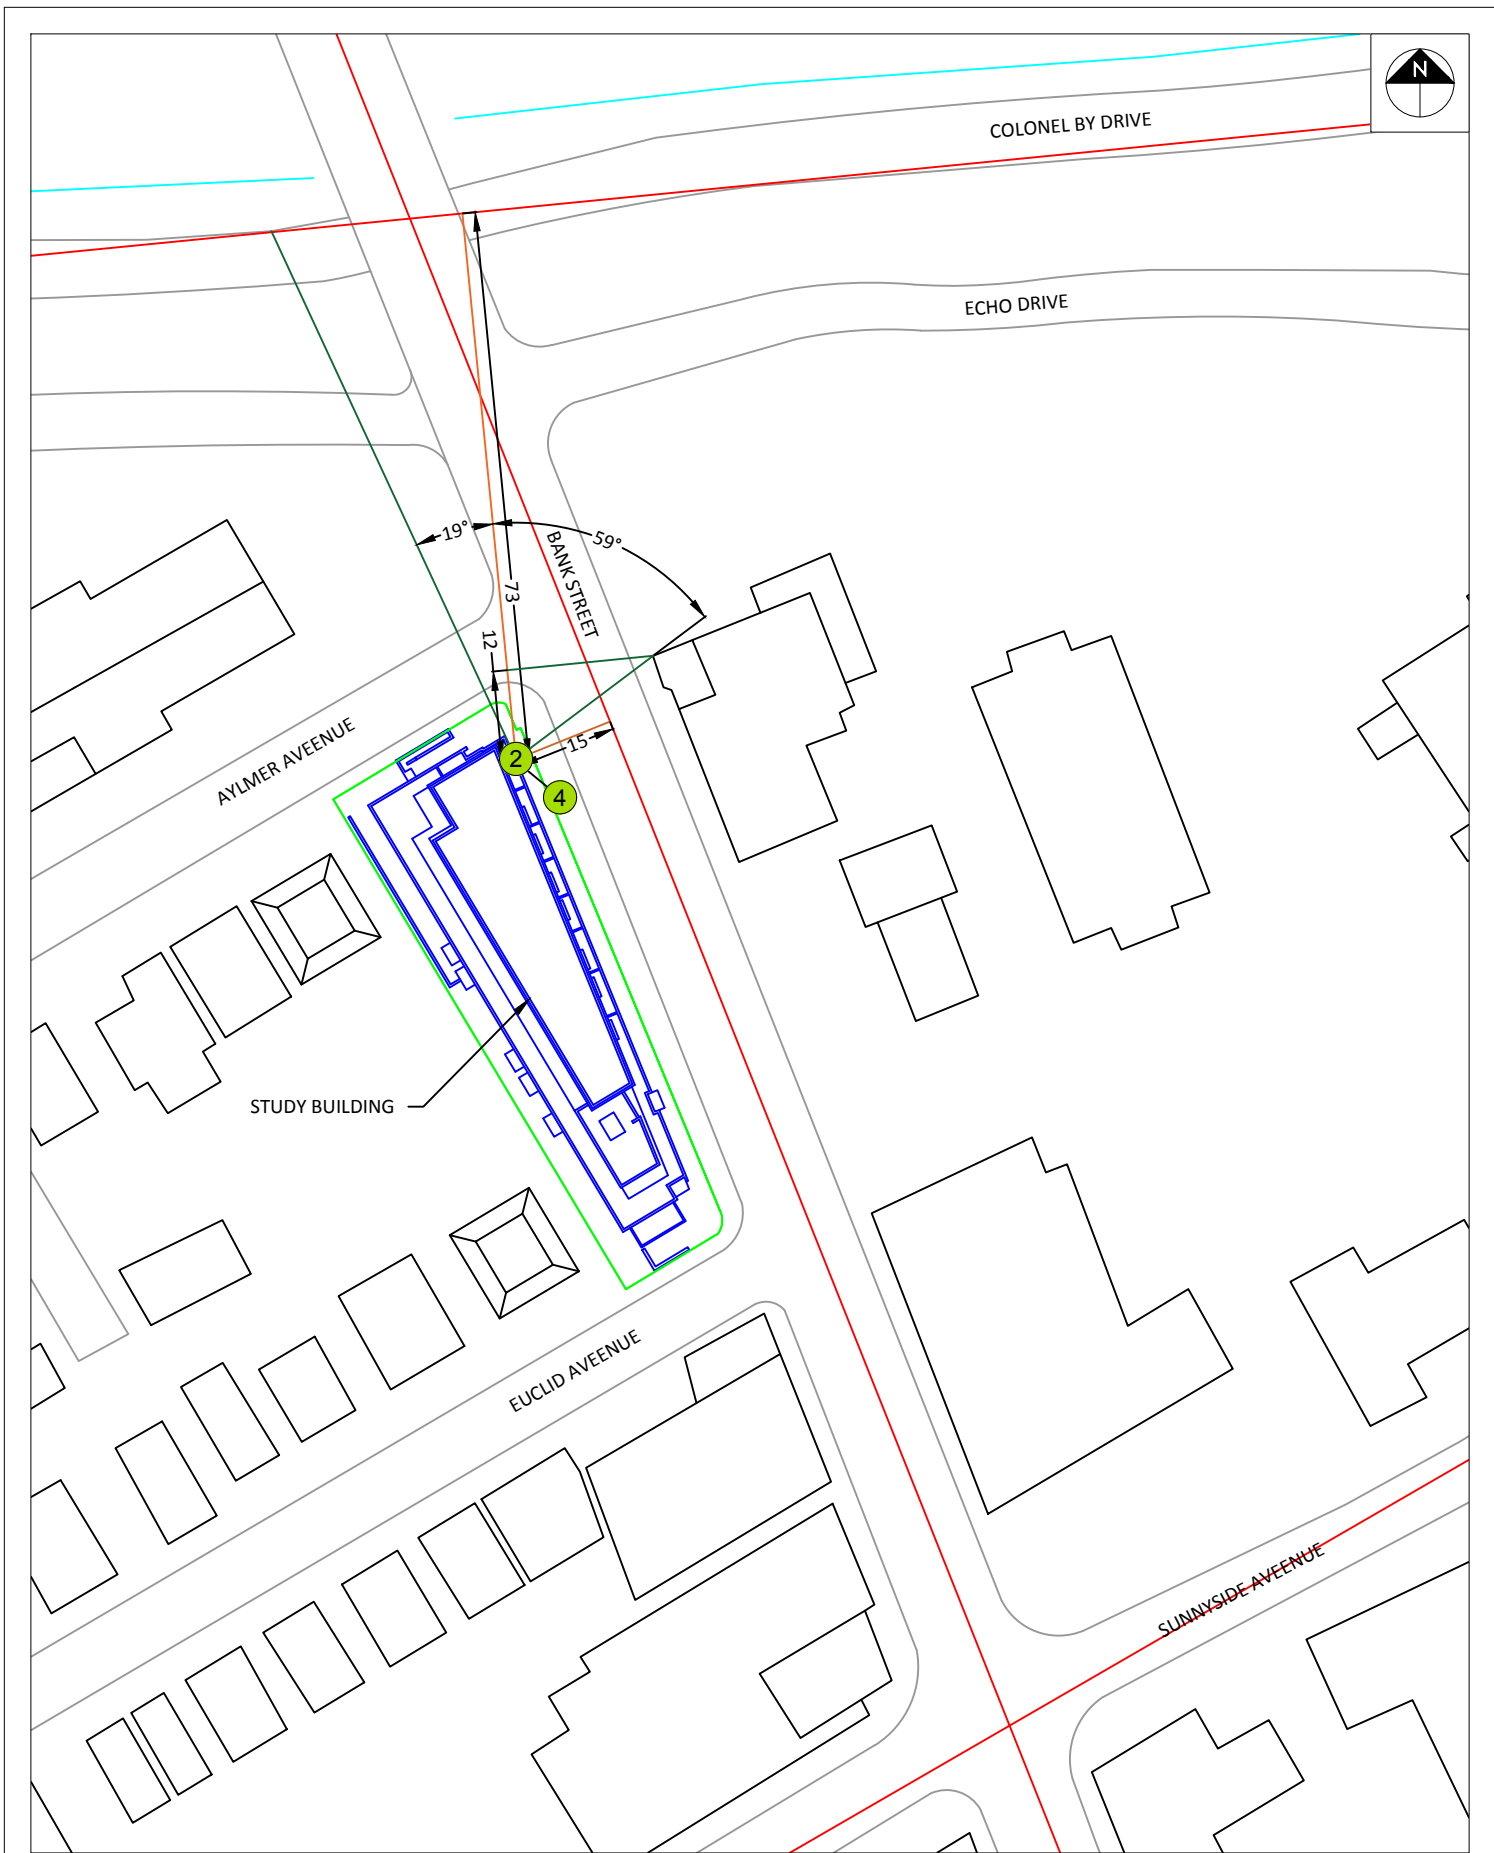 N
COLONEL BY DRIVE
ECHO DRIVE
19°
59°
BANK STREET
73
12
15
2
4
AYLMER AVEENUE
STUDY BUILDING
EUCLID AVEENUE
SUNNYSIDE AVEENUE